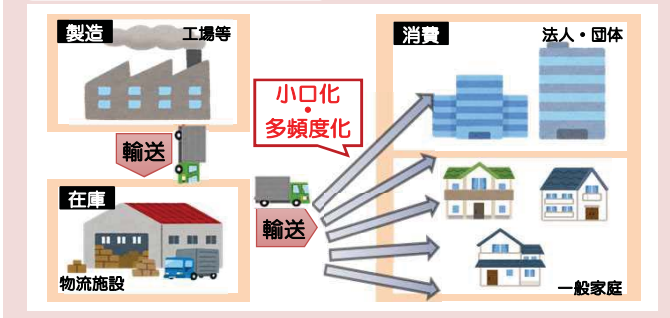 製造
工場等
輸送
在庫
物流施設
輸送
小口化
・
多頻度化
消費
法人・団体
一般家庭